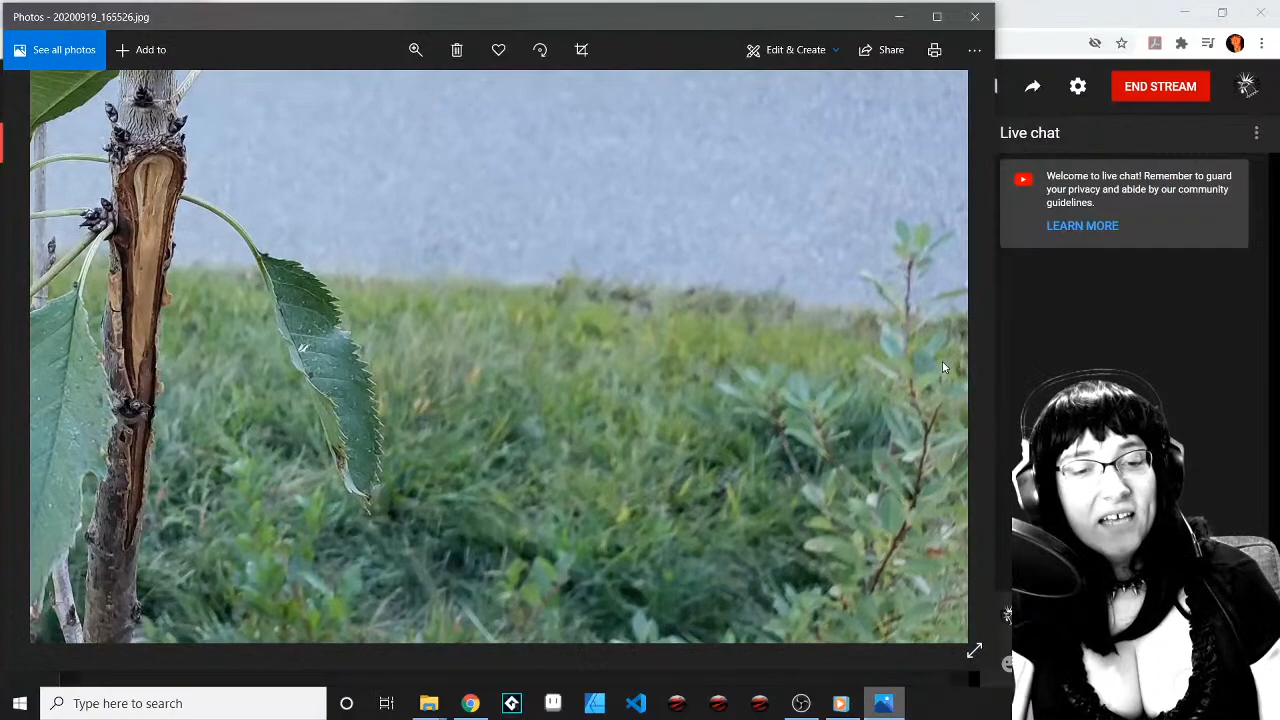 Photos - 20200919_165526.jpg
See all photos
Add to
Edit & Create
Share
END STREAM
Live chat
Welcome to live chat! Remember to guard
your privacy and abide by our community
guidelines.
LEARN MORE
Type here to search